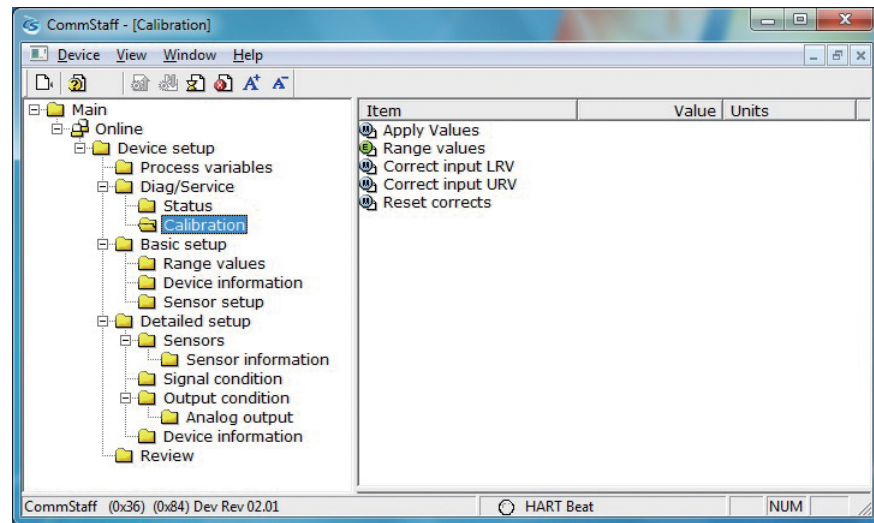 CommStaff - [Calibration]
Device View Window Help
Main
Online
Device setup
Process variables
Diag/Service
Status
Calibration
Basic setup
Range values
Device information
Sensor setup
Detailed setup
Sensors
Sensor information
Signal condition
Output condition
Analog output
Device information
Review
Item Value Units
Apply Values
Range values
Correct input LRV
Correct input URV
Reset corrects
CommStaff (0x36) (0x84) Dev Rev 02.01 HART Beat NUM